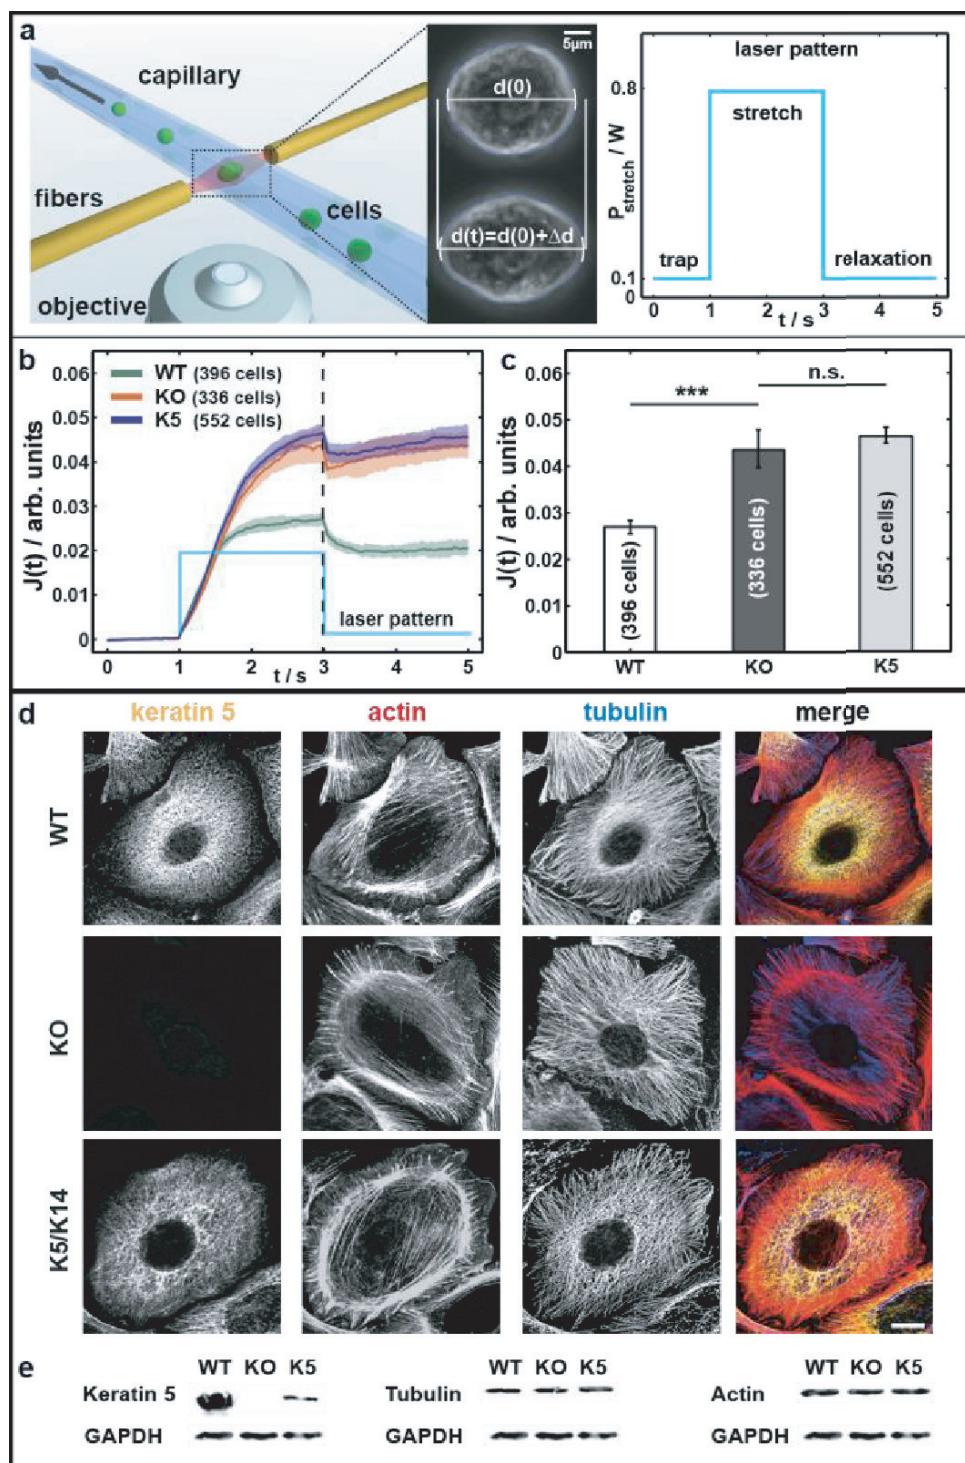 a
capillary
fibers
cells
objective
5µm
d(0)
d(t)=d(0)+Δd
laser pattern
0.8
stretch
P stretch / W
trap
relaxation
0.1
0
0 1 2 3 4 5
t / s
b
0.06
WT (396 cells)
0.05
KO (336 cells)
K5 (552 cells)
0.04
0.03
0.02
0.01
0
J(t) / arb. units
laser pattern
0 1 2 3 4 5
t / s
c
n.s.
***
0.06
0.05
0.04
0.03
0.02
0.01
0
J(t) / arb. units
(396 cells)
(336 cells)
(552 cells)
WT KO K5
d
keratin 5 actin tubulin merge
WT
KO
K5/K14
e
WT KO K5
Keratin 5
GAPDH
WT KO K5
Tubulin
GAPDH
WT KO K5
Actin
GAPDH